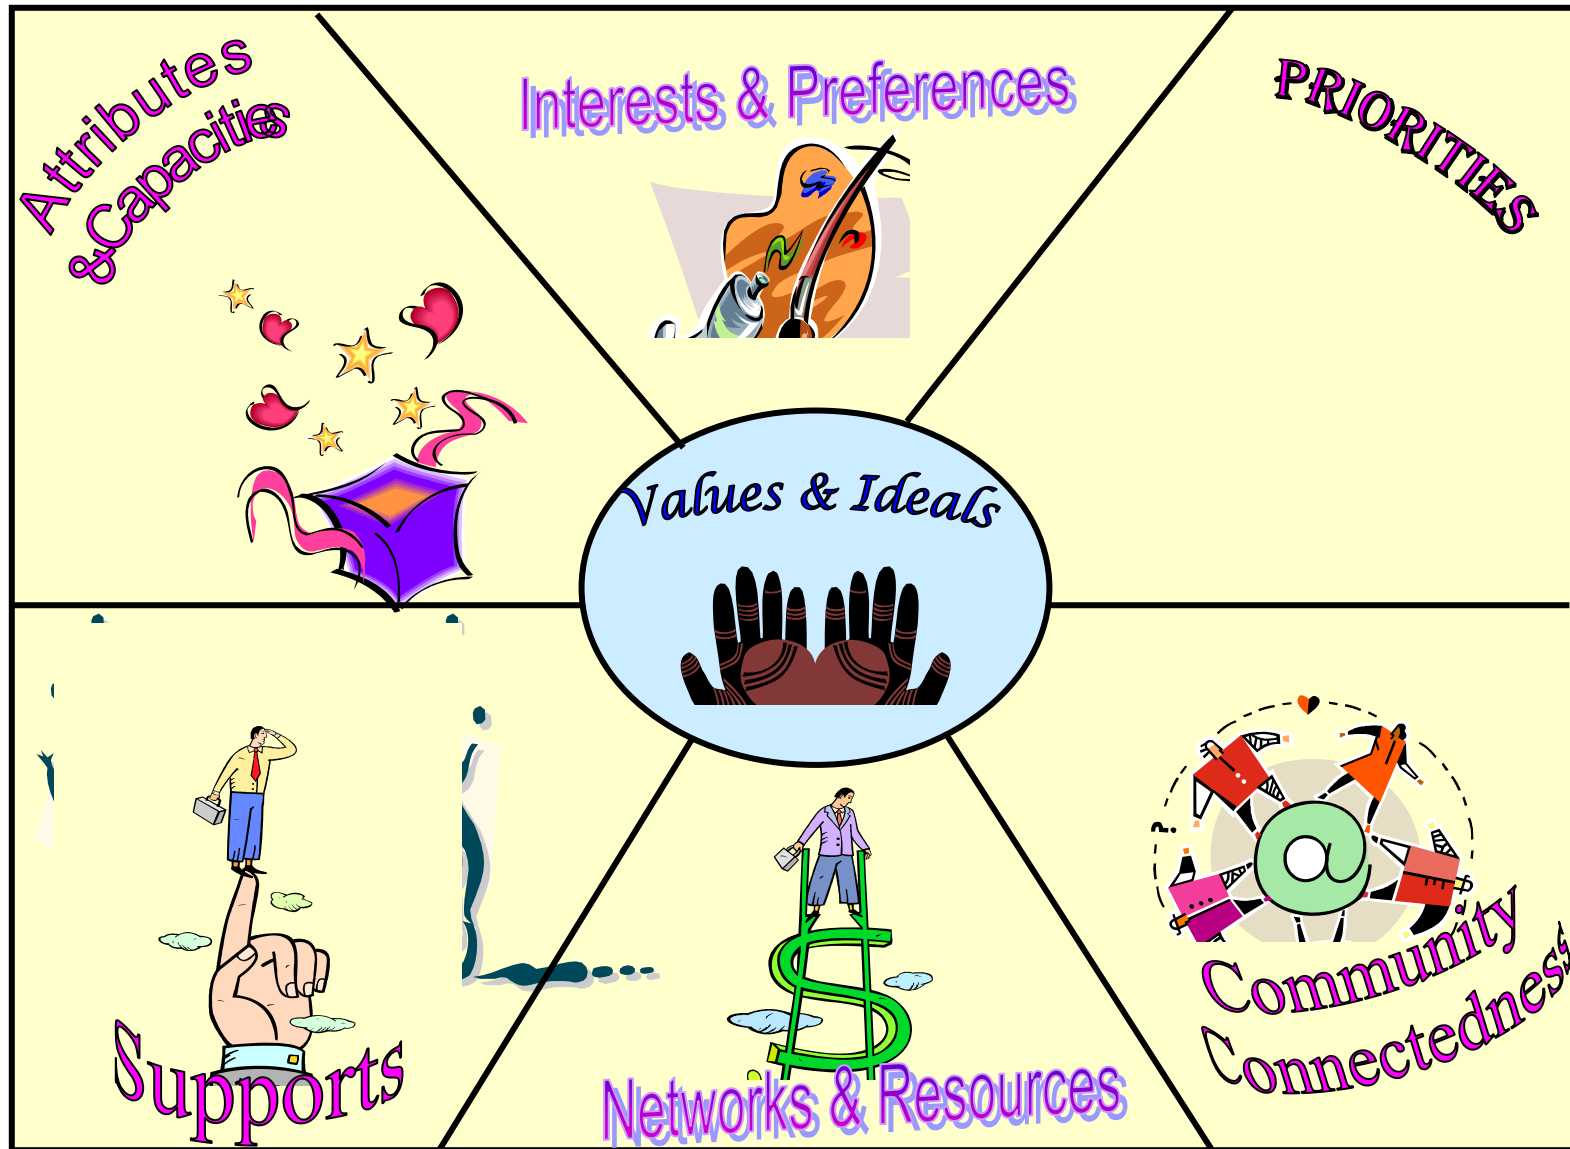 Attributes
&Capacities
Interests & Preferences
PRIORITIES
Values & Ideals
Supports
Networks & Resources
?
@
Community
Connectedness